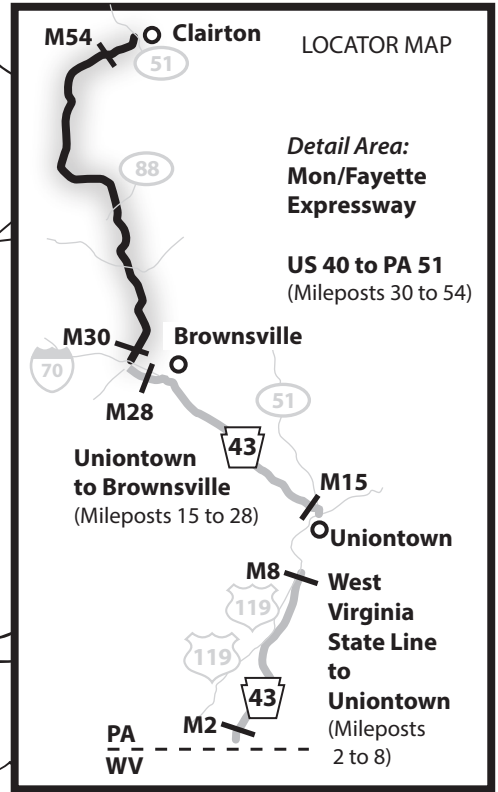 M54
Clairton
LOCATOR MAP
51
Detail Area:
Mon/Fayette
Expressway
88
US 40 to PA 51
(Mileposts 30 to 54)
M30
Brownsville
70
M28
51
43
Uniontown
to Brownsville
(Mileposts 15 to 28)
M15
Uniontown
M8
West
Virginia
State Line
to
Uniontown
(Mileposts
2 to 8)
119
119
43
M2
PA
WV